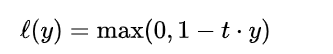 ℓ(y) = max(0, 1 − t · y)